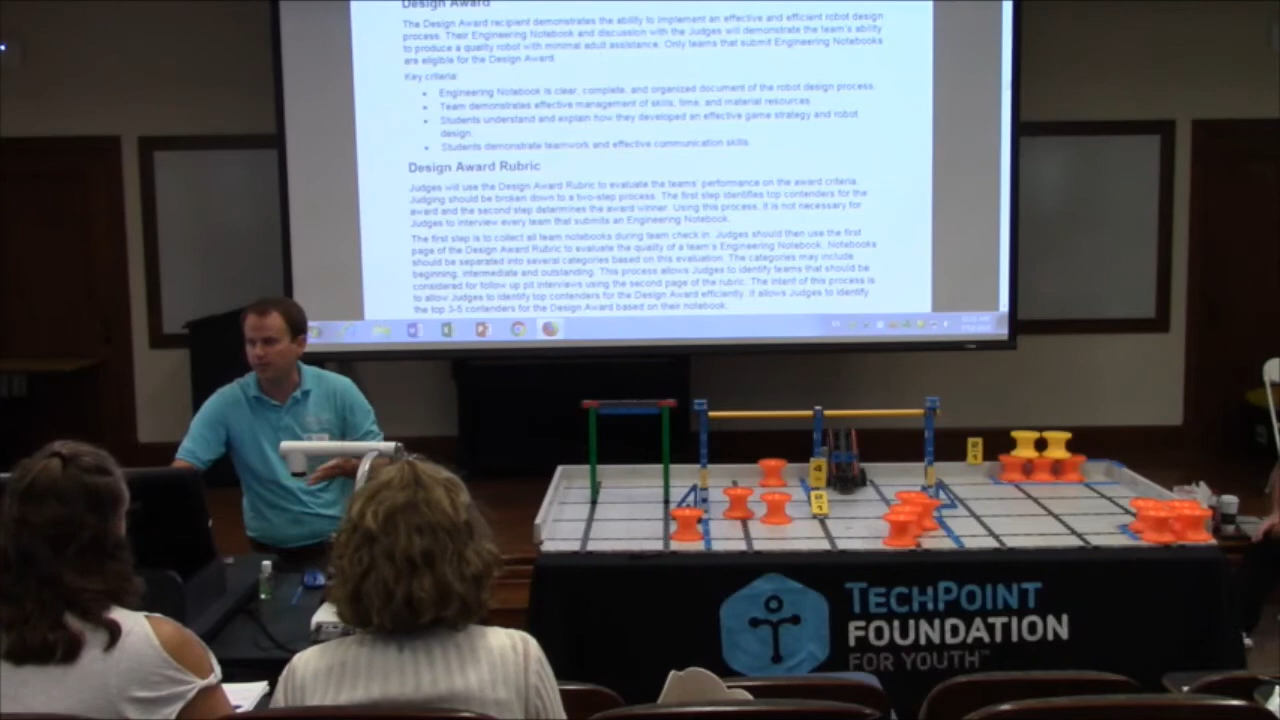 Design Award
The Design Award recipient demonstrates the ability to implement an effective and efficient robot design
process. Their Engineering Notebook and discussion with the Judges will demonstrate the team's ability
to produce a quality robot with minimal adult assistance. Only teams that submit Engineering Notebooks
are eligible for the Design Award.
Key criteria:
• Engineering Notebook is clear, complete, and organized document of the robot design process.
• Team demonstrates effective management of skills, time, and material resources
• Students understand and explain how they developed an effective game strategy and robot
design.
• Students demonstrate teamwork and effective communication skills.
Design Award Rubric
Judges will use the Design Award Rubric to evaluate the teams' performance on the award criteria.
Judging should be broken down to a two-step process. The first step identifies top contenders for the
award and the second step determines the award winner. Using this process, it is not necessary for
Judges to interview every team that submits an Engineering Notebook.
The first step is to collect all team notebooks during team check in. Judges should then use the first
page of the Design Award Rubric to evaluate the quality of a team's Engineering Notebook. Notebooks
should be separated into several categories based on this evaluation. The categories may include
beginning, intermediate and outstanding. This process allows Judges to identify teams that should be
considered for follow up pit interviews using the second page of the rubric. The intent of this process is
to allow Judges to identify top contenders for the Design Award efficiently. It allows Judges to identify
the top 3-5 contenders for the Design Award based on their notebook.
4
TECHPOINT
FOUNDATION
FOR YOUTH™